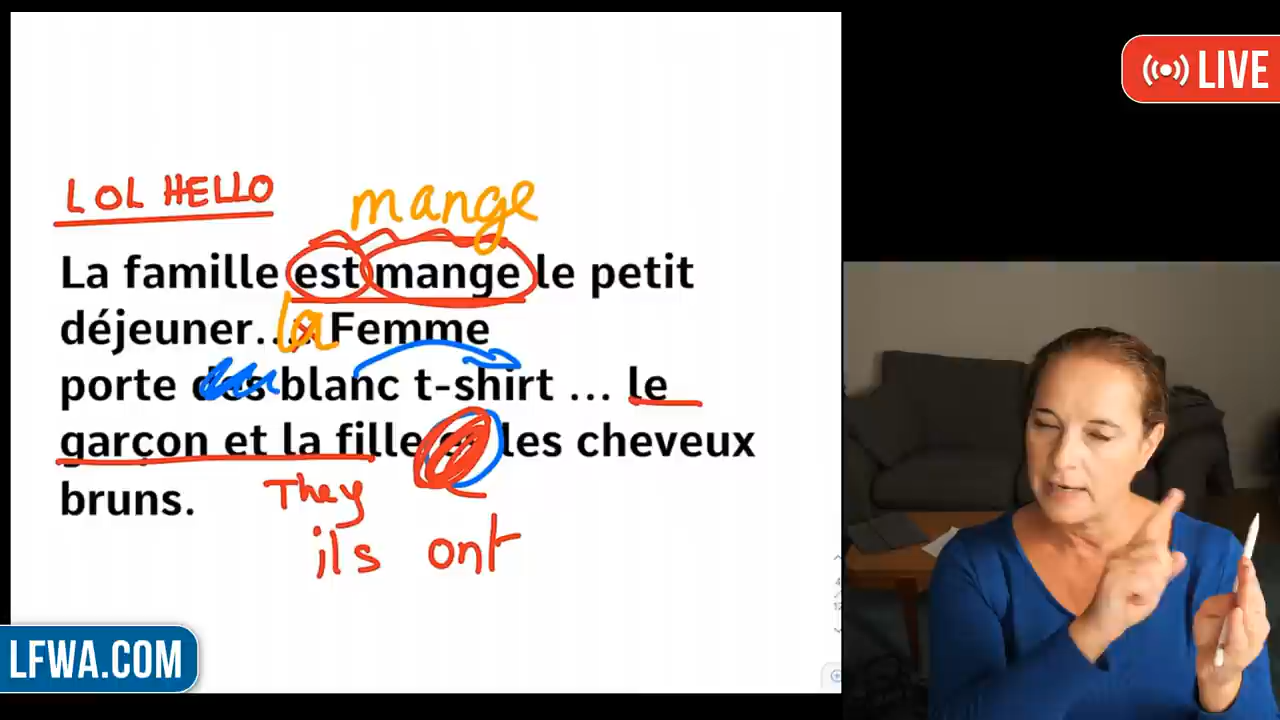 LIVE
LOL HELLO
mange
La famille est mange le petit
déjeuner... la Femme
porte des blanc t-shirt ... le
garçon et la fille les cheveux
bruns.
They
ils ont
LFWA.COM